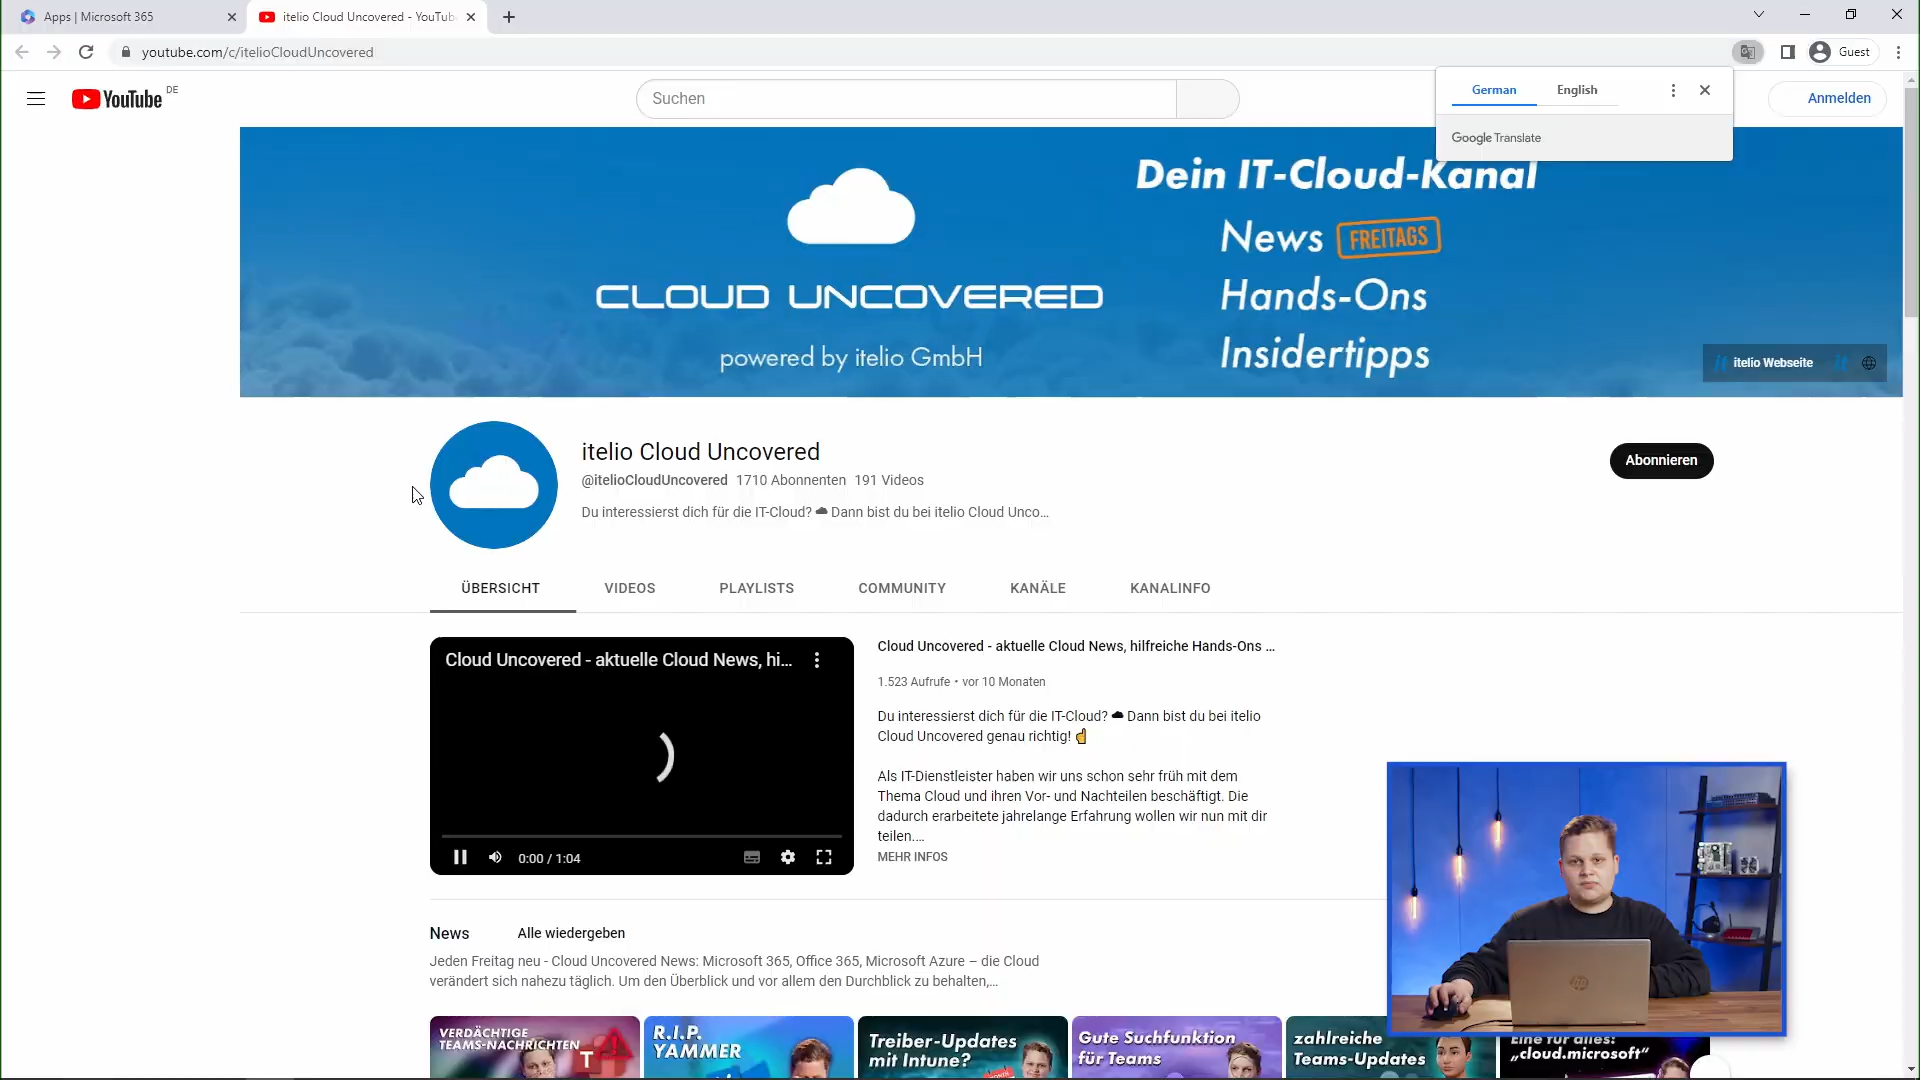 Apps | Microsoft 365
itelio Cloud Uncovered - YouTube
youtube.com/c/itelioCloudUncovered
Guest
YouTube DE
Suchen
German English
Google Translate
Anmelden
Dein IT-Cloud-Kanal
News FREITAGS
Hands-Ons
Insidertipps
CLOUD UNCOVERED
powered by itelio GmbH
itelio Webseite
itelio Cloud Uncovered
@itelioCloudUncovered 1710 Abonnenten 191 Videos
Du interessierst dich für die IT-Cloud? ☁ Dann bist du bei itelio Cloud Unco...
Abonnieren
ÜBERSICHT VIDEOS PLAYLISTS COMMUNITY KANÄLE KANALINFO
Cloud Uncovered - aktuelle Cloud News, hi...
0:00 / 1:04
Cloud Uncovered - aktuelle Cloud News, hilfreiche Hands-Ons ...
1.523 Aufrufe • vor 10 Monaten
Du interessierst dich für die IT-Cloud? ☁ Dann bist du bei itelio
Cloud Uncovered genau richtig! ☝
Als IT-Dienstleister haben wir uns schon sehr früh mit dem
Thema Cloud und ihren Vor- und Nachteilen beschäftigt. Die
dadurch erarbeitete jahrelange Erfahrung wollen wir nun mit dir
teilen....
MEHR INFOS
News Alle wiedergeben
Jeden Freitag neu - Cloud Uncovered News: Microsoft 365, Office 365, Microsoft Azure – die Cloud
verändert sich nahezu täglich. Um den Überblick und vor allem den Durchblick zu behalten,...
VERDÄCHTIGE
TEAMS-NACHRICHTEN
T
R.I.P.
YAMMER
Treiber-Updates
mit Intune?
Gute Suchfunktion
für Teams
zahlreiche
Teams-Updates
Eine für alles:
„cloud.microsoft“
hp